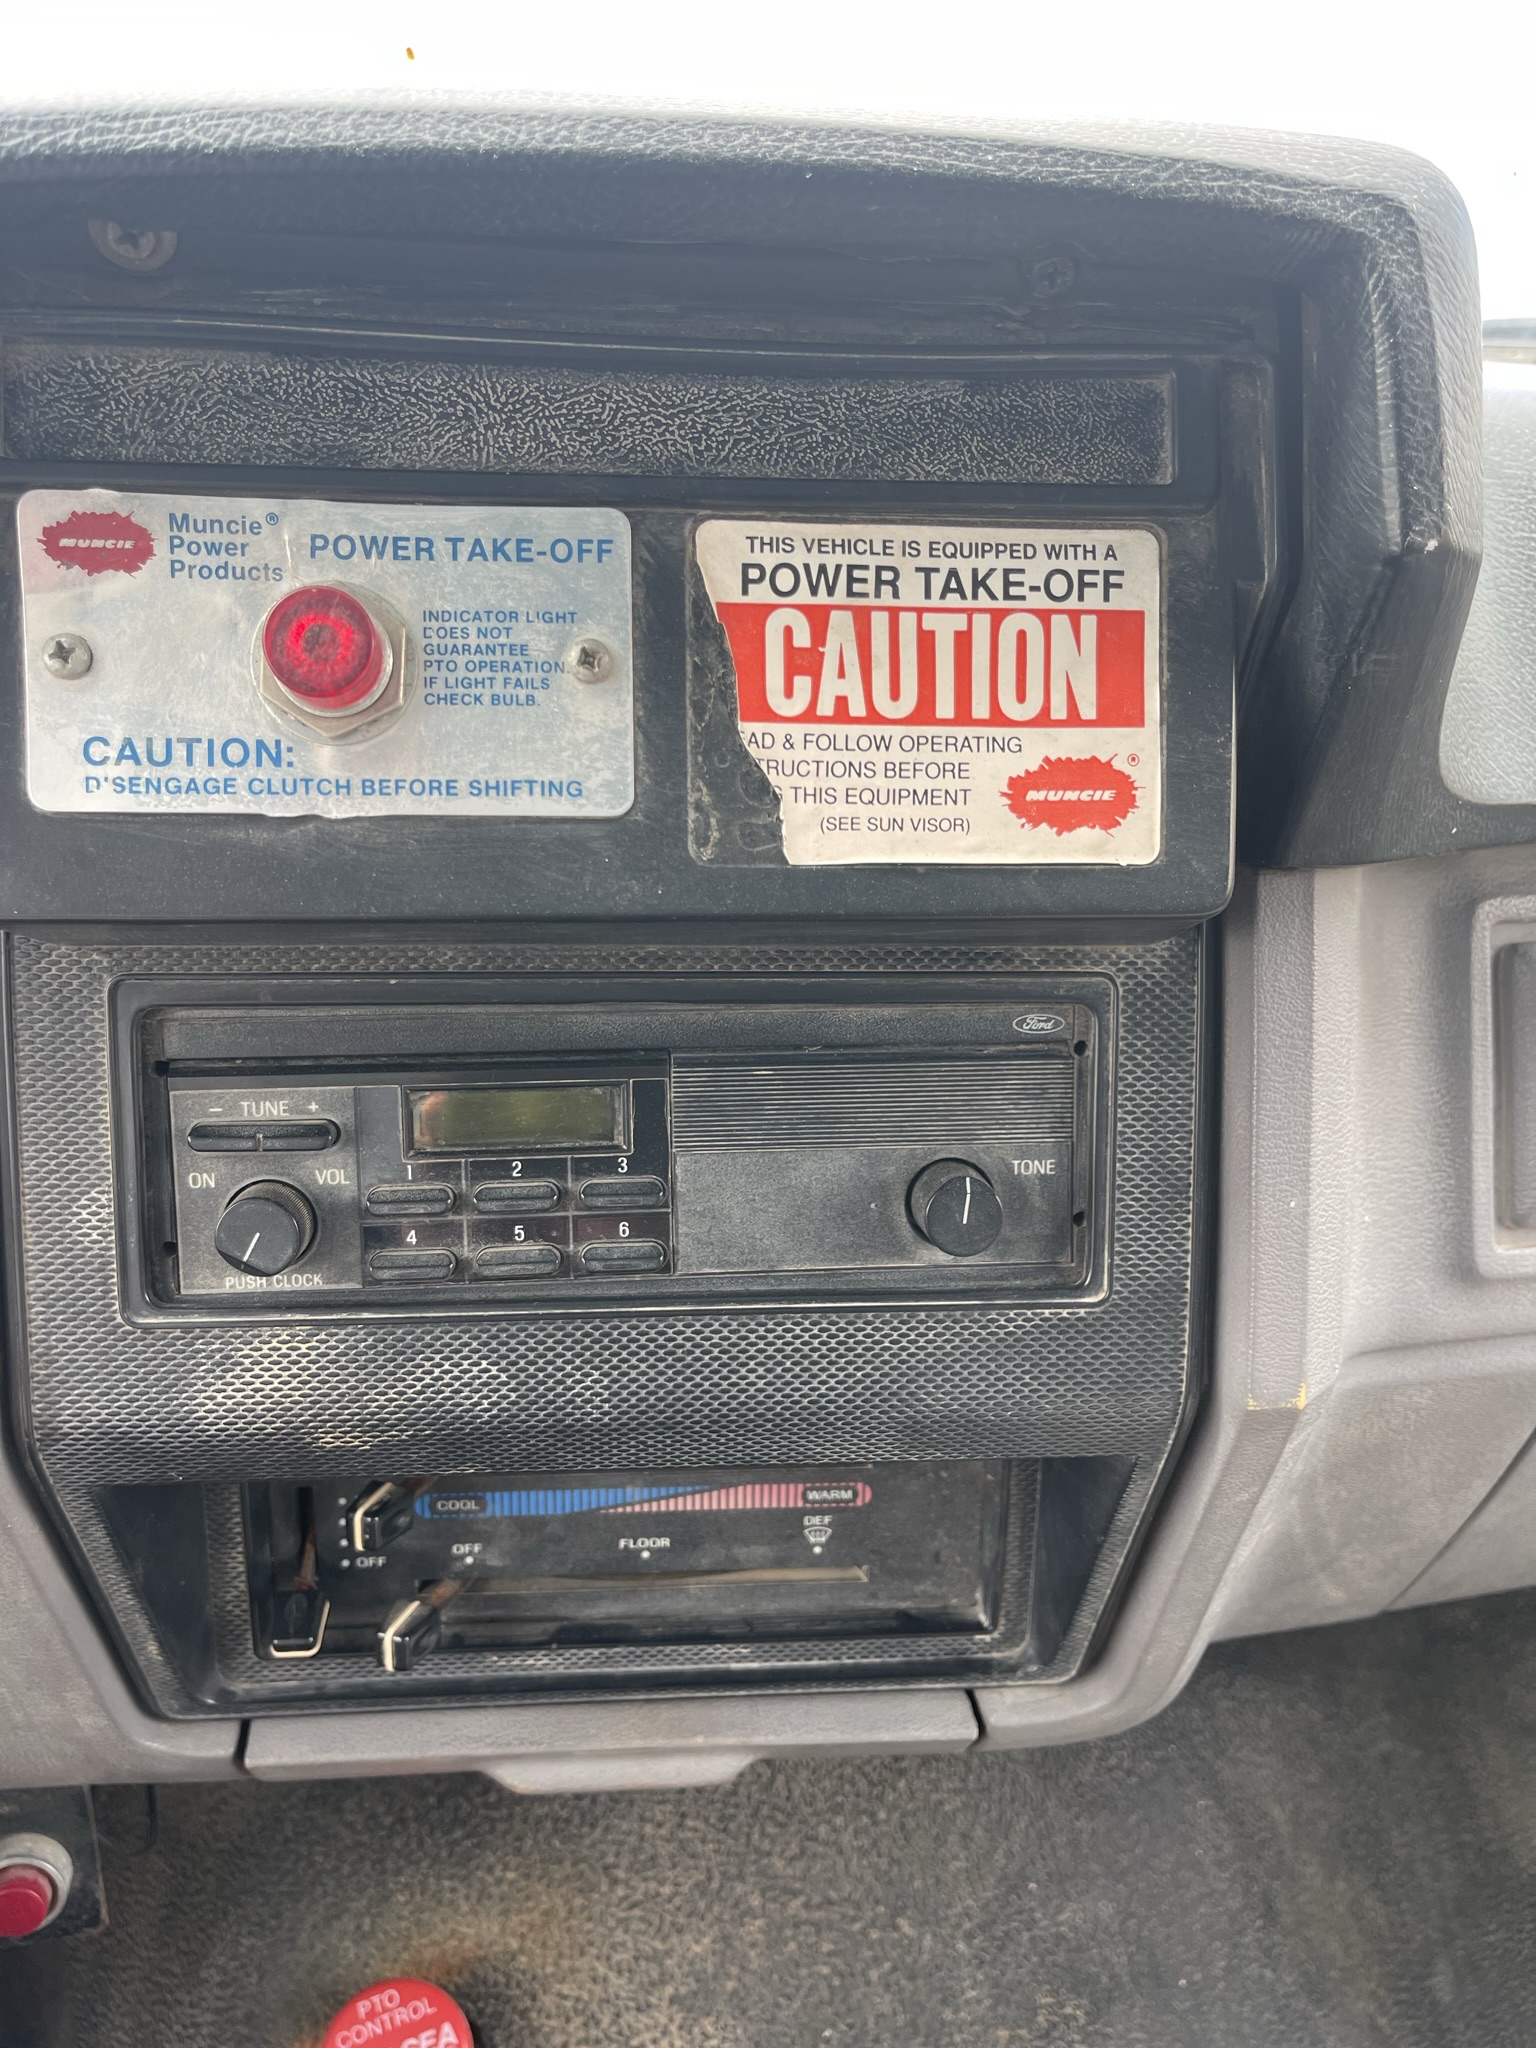 MUNCIE
Muncie®
Power
Products
POWER TAKE-OFF
INDICATOR LIGHT
DOES NOT
GUARANTEE
PTO OPERATION.
IF LIGHT FAILS
CHECK BULB.
CAUTION:
D'SENGAGE CLUTCH BEFORE SHIFTING
THIS VEHICLE IS EQUIPPED WITH A
POWER TAKE-OFF
CAUTION
AD & FOLLOW OPERATING
TRUCTIONS BEFORE
G THIS EQUIPMENT
(SEE SUN VISOR)
MUNCIE ®
Ford
- TUNE +
ON VOL
PUSH CLOCK
1 2 3
4 5 6
TONE
COOL WARM
OFF OFF FLOOR DEF
PTO
CONTROL